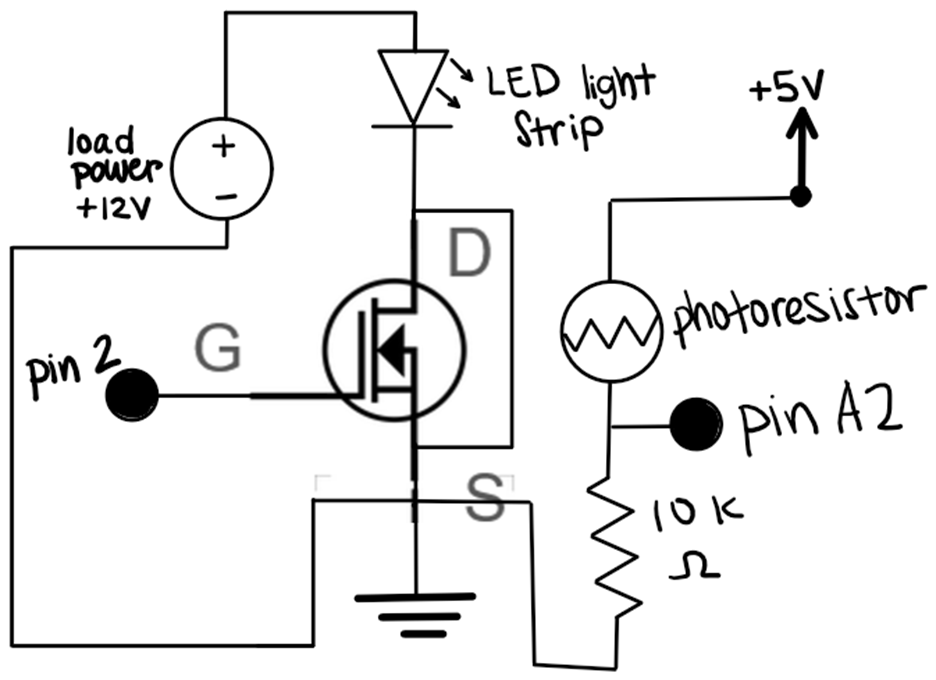 load
power
+12V
+
−
LED light
Strip
+5V
D
G
pin 2
photoresistor
pin A2
S
10 K
Ω